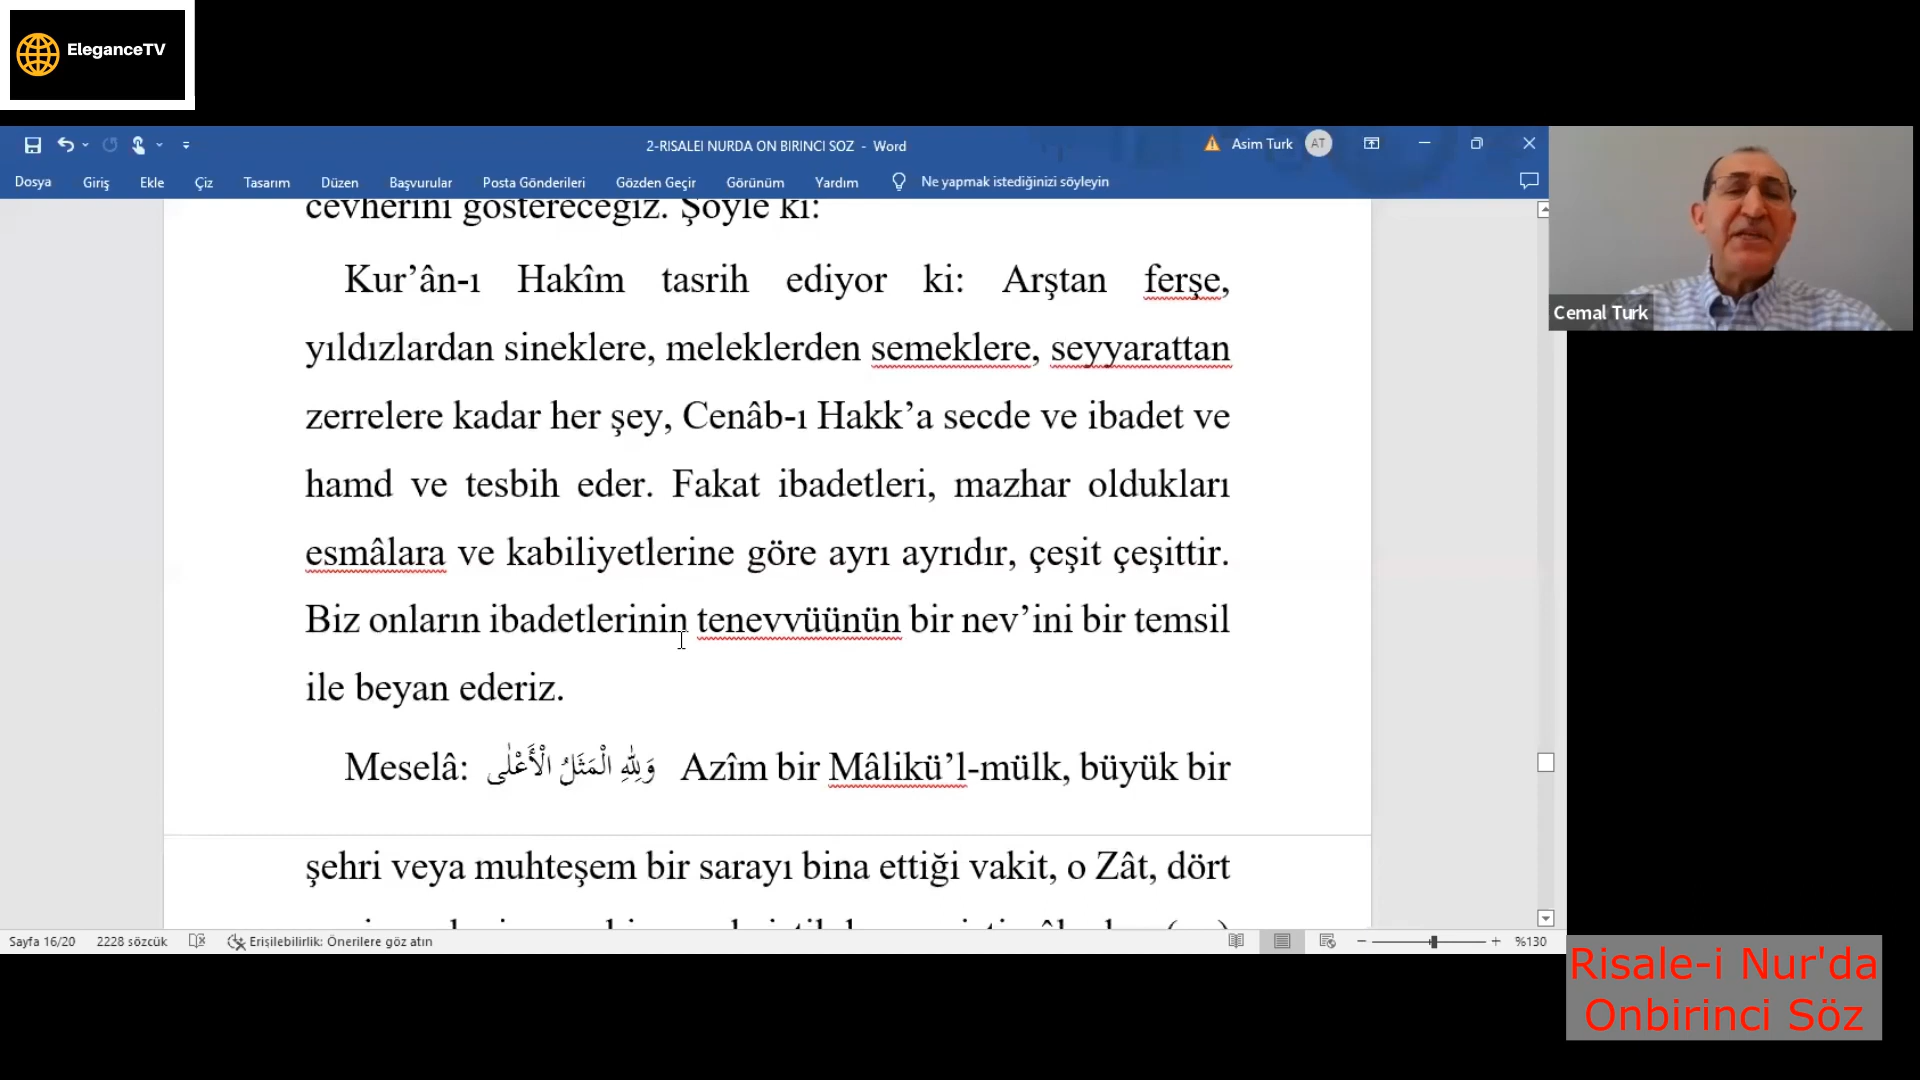 EleganceTV
2-RISALEI NURDA ON BIRINCI SOZ - Word
Asim Turk
AT
Dosya Giriş Ekle Çiz Tasarım Düzen Başvurular Posta Gönderileri Gözden Geçir Görünüm Yardım Ne yapmak istediğinizi söyleyin
cevherini göstereceğiz. Şöyle ki:
Kur’ân-ı Hakîm tasrih ediyor ki: Arştan ferşe,
yıldızlardan sineklere, meleklerden semeklere, seyyarattan
zerrelere kadar her şey, Cenâb-ı Hakk’a secde ve ibadet ve
hamd ve tesbih eder. Fakat ibadetleri, mazhar oldukları
esmâlara ve kabiliyetlerine göre ayrı ayrıdır, çeşit çeşittir.
Biz onların ibadetlerinin tenevvüünün bir nev’ini bir temsil
ile beyan ederiz.
Meselâ: وَلِلّٰهِ الْمَثَلُ الْأَعْلٰى Azîm bir Mâlikü’l-mülk, büyük bir
şehri veya muhteşem bir sarayı bina ettiği vakit, o Zât, dört
Cemal Turk
Sayfa 16/20 2228 sözcük Erişilebilirlik: Önerilere göz atın %130
Risale-i Nur'da
Onbirinci Söz